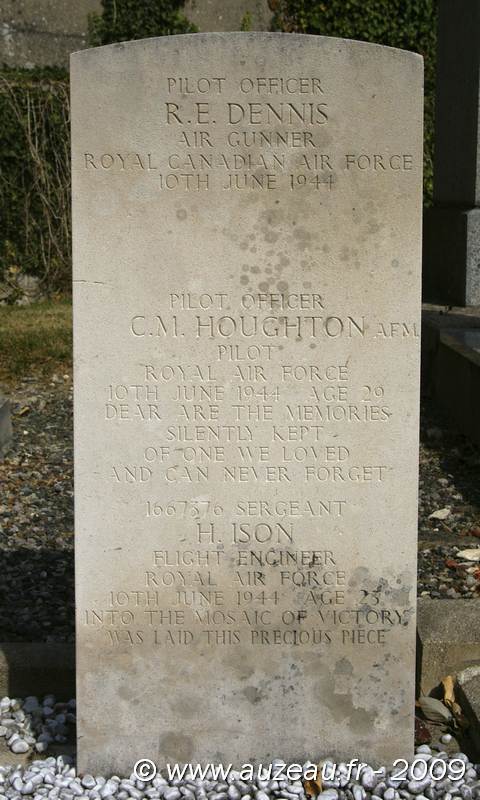 PILOT OFFICER
R.E. DENNIS
AIR GUNNER
ROYAL CANADIAN AIR FORCE
10TH JUNE 1944
PILOT OFFICER
C.M. HOUGHTON AFM
PILOT
ROYAL AIR FORCE
10TH JUNE 1944 AGE 29
DEAR ARE THE MEMORIES
SILENTLY KEPT
OF ONE WE LOVED
AND CAN NEVER FORGET
1667376 SERGEANT
H. ISON
FLIGHT ENGINEER
ROYAL AIR FORCE
10TH JUNE 1944 AGE 23
INTO THE MOSAIC OF VICTORY
WAS LAID THIS PRECIOUS PIECE
© www.auzeau.fr - 2009